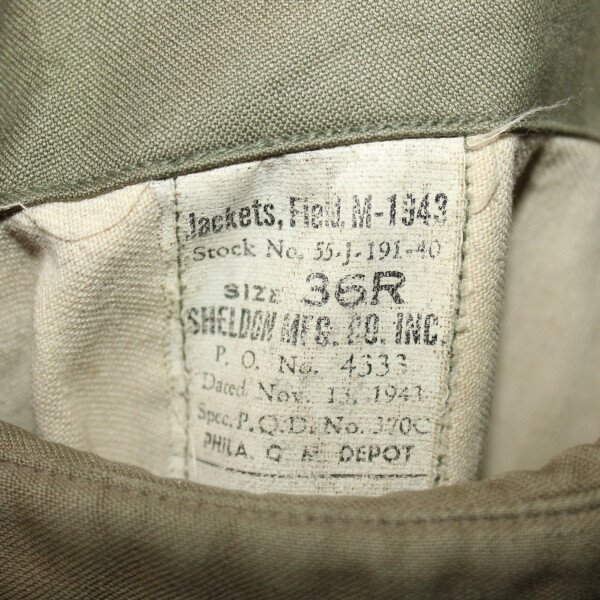 Jackets, Field, M-1943
Stock No. 55-J-191-40
SIZE 36R
SHELDON MFG. CO. INC.
P. O. No. 4333
Dated Nov. 13, 1943
Spec. P.Q.D. No. 370C
PHILA. Q M DEPOT